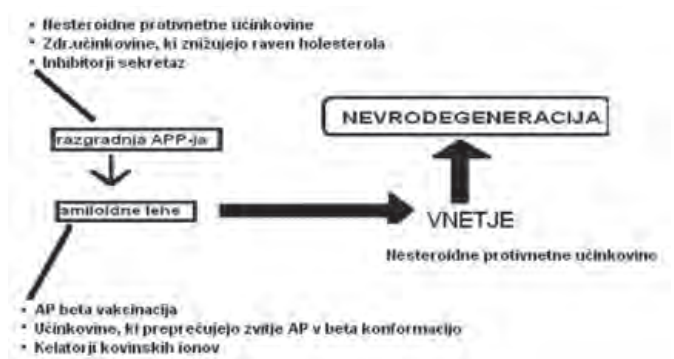 • Nesteroidne protivnetne učinkovine
• Zdr.učinkovine, ki znižujejo raven holesterola
• Inhibitorji sekretaz
NEVRODEGENERACIJA
razgradnja APP-ja
amiloidne lehe
VNETJE
Nesteroidne protivnetne učinkovine
• AP beta vakcinacija
• Učinkovine, ki preprečujejo zvitje AP v beta konformacijo
• Kelatorji kovinskih ionov